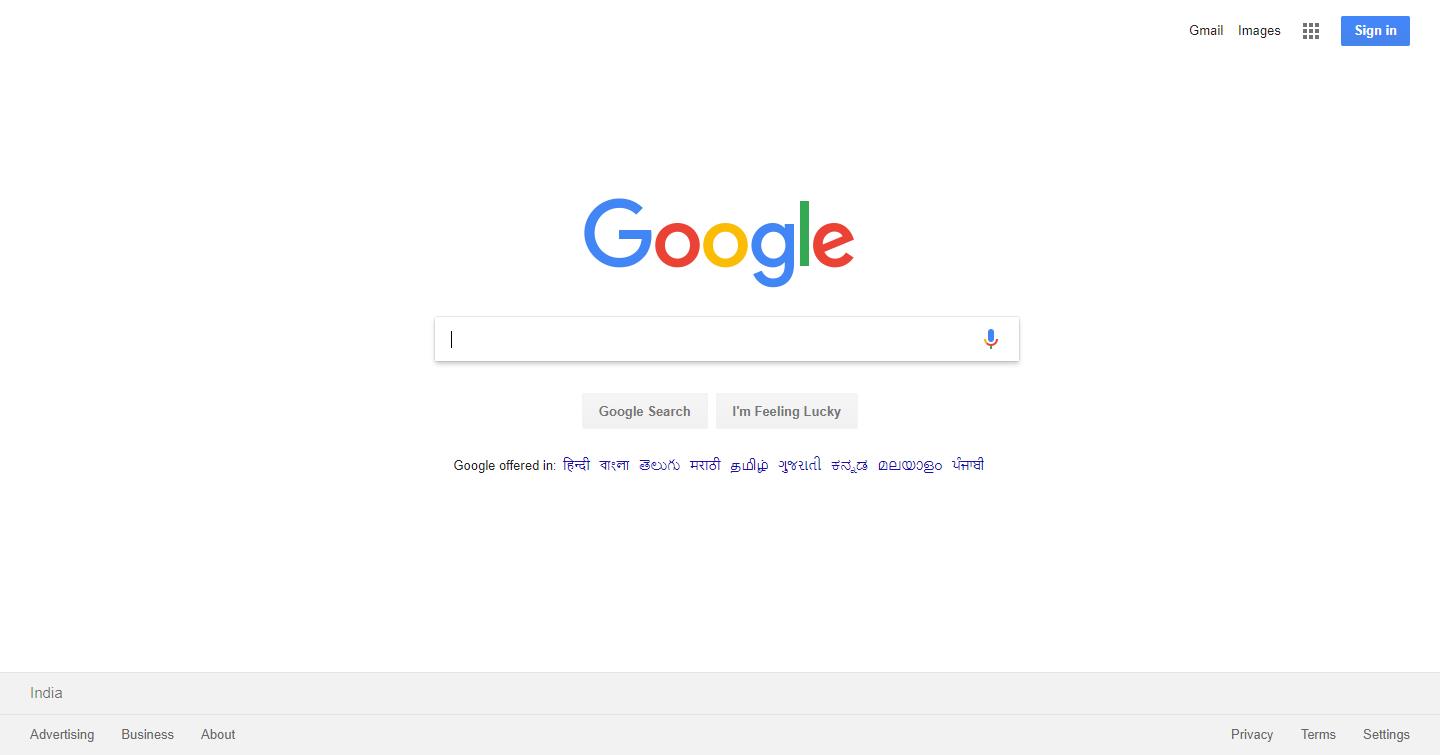 Gmail Images Sign in
Google
Google Search I'm Feeling Lucky
Google offered in: हिन्दी বাংলা తెలుగు मराठी தமிழ் ગુજરાતી ಕನ್ನಡ മലയാളം ਪੰਜਾਬੀ
India
Advertising Business About Privacy Terms Settings